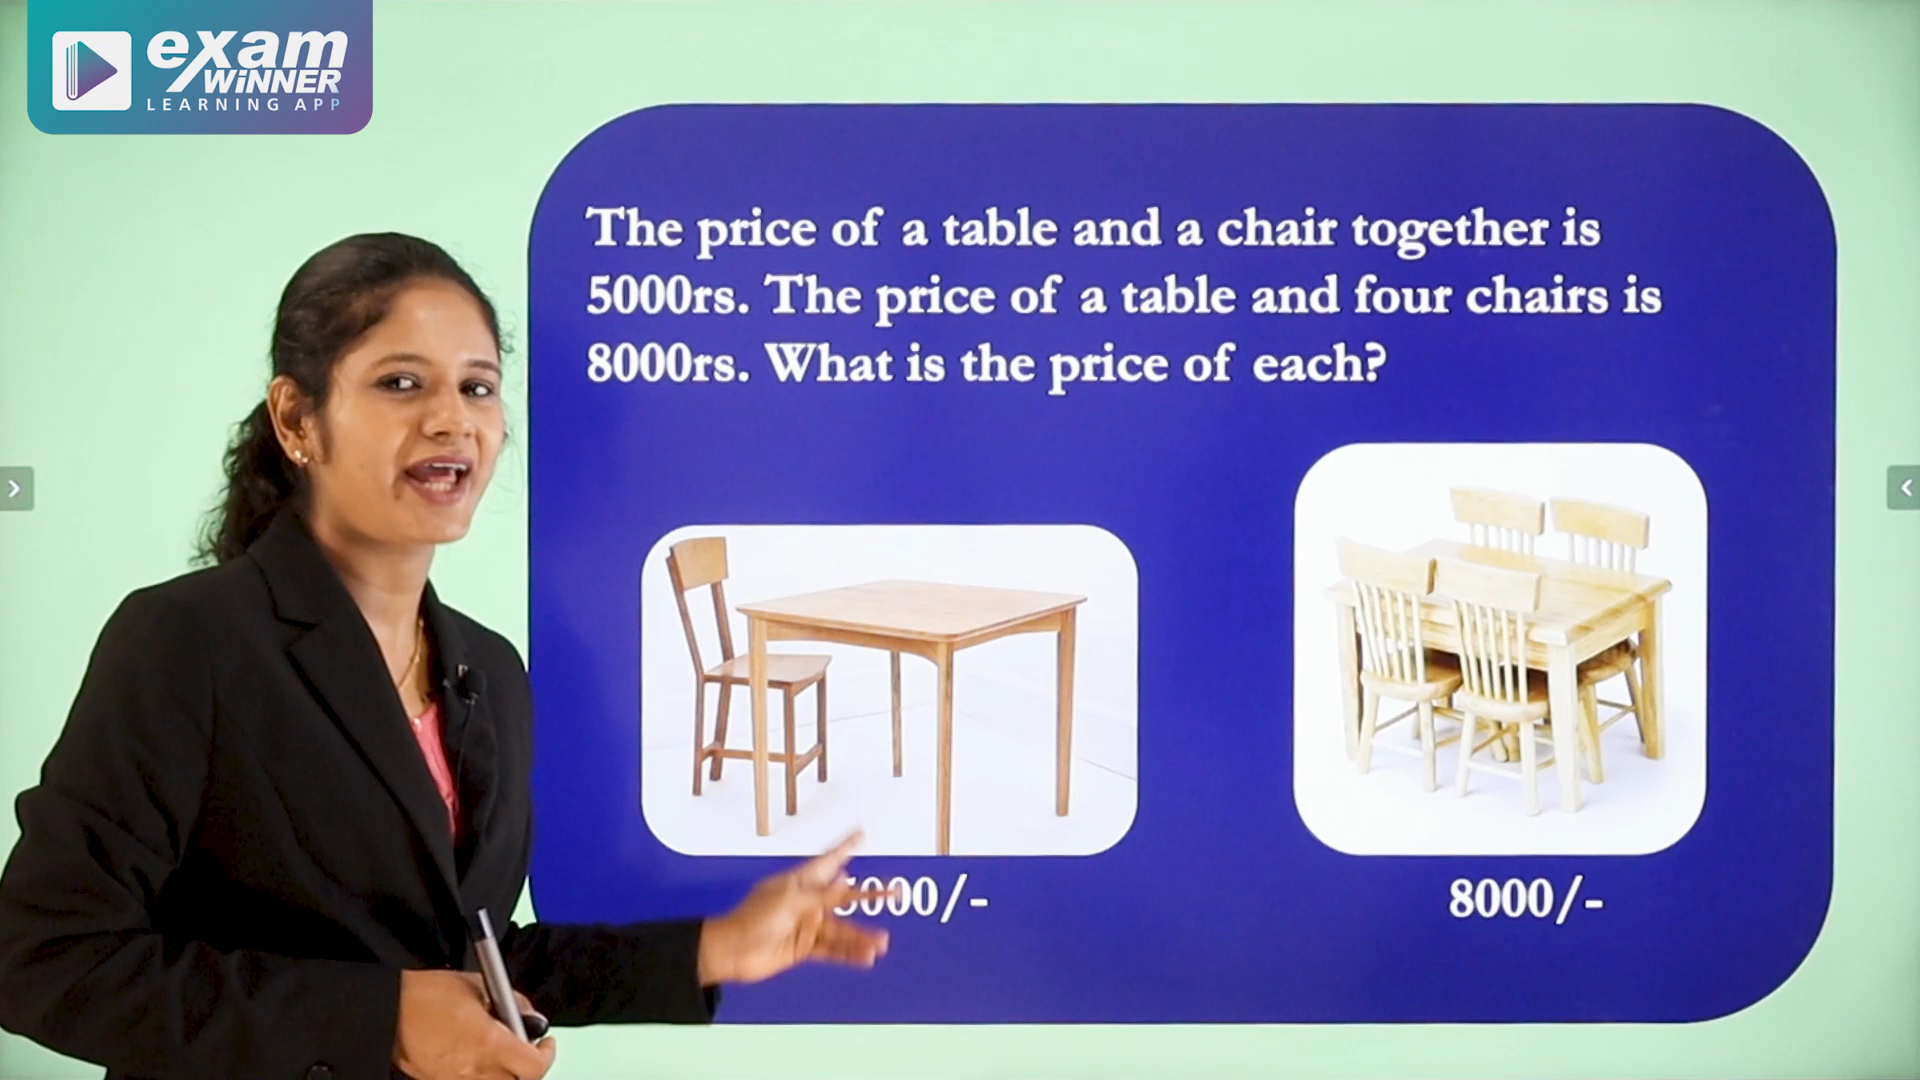 exam
WiNNER
LEARNING APP
The price of a table and a chair together is
5000rs. The price of a table and four chairs is
8000rs. What is the price of each?
5000/-
8000/-